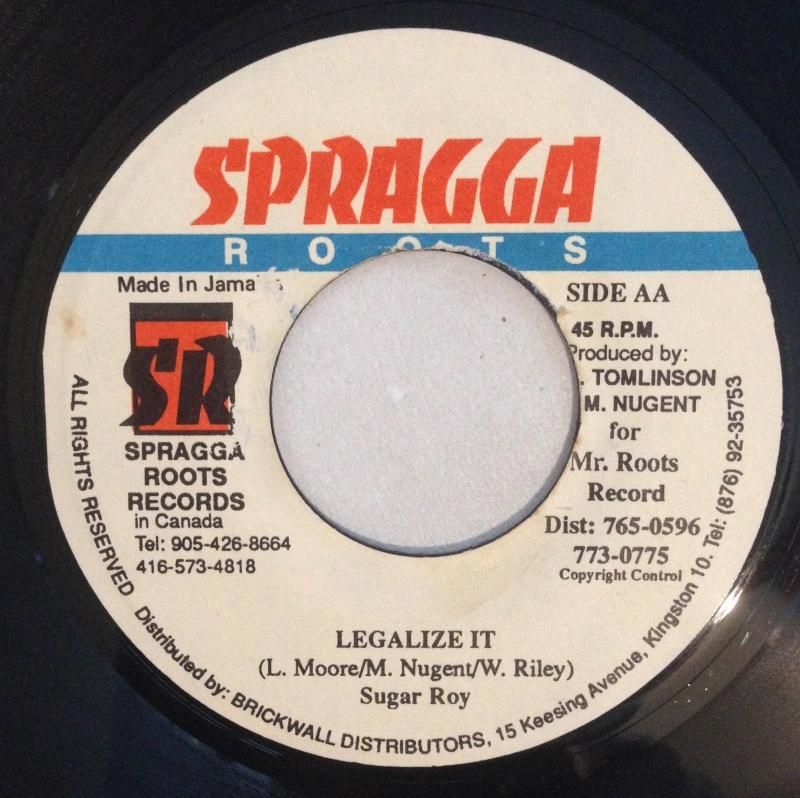 SPRAGGA
ROOTS
Made In Jama
SR
SPRAGGA
ROOTS
RECORDS
in Canada
Tel: 905-426-8664
416-573-4818
SIDE AA
45 R.P.M.
Produced by:
. TOMLINSON
M. NUGENT
for
Mr. Roots
Record
Dist: 765-0596
773-0775
Copyright Control
LEGALIZE IT
(L. Moore/M. Nugent/W. Riley)
Sugar Roy
ALL RIGHTS RESERVED
Distributed by: BRICKWALL DISTRIBUTORS, 15 Keesing Avenue, Kingston 10. Tel: (876) 92-35753